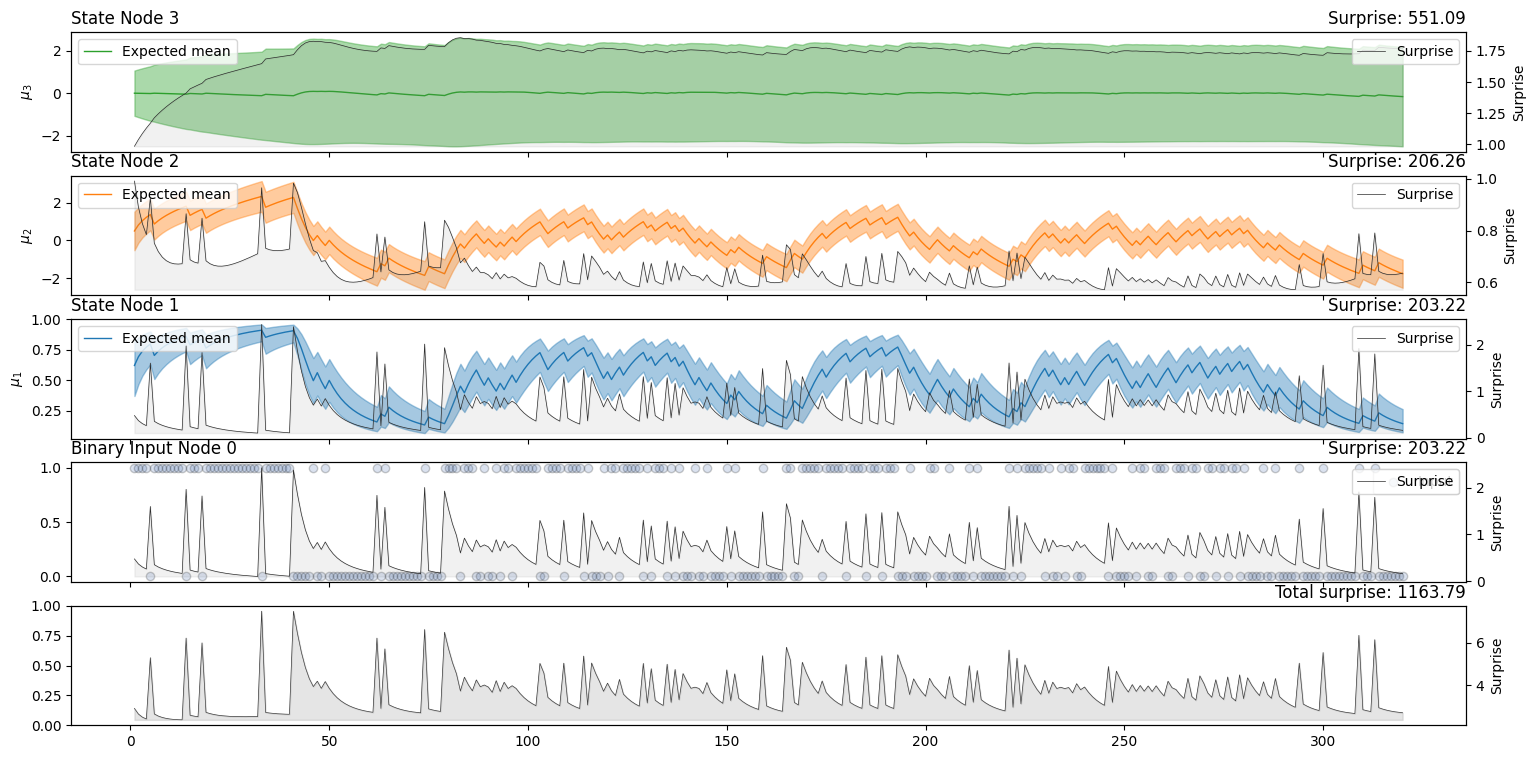 State Node 3 Surprise: 551.09
Expected mean
Surprise
μ3
2
0
−2
1.75
1.50
1.25
1.00
Surprise
State Node 2 Surprise: 206.26
Expected mean
Surprise
μ2
2
0
−2
1.0
0.8
0.6
Surprise
State Node 1 Surprise: 203.22
Expected mean
Surprise
μ1
1.00
0.75
0.50
0.25
2
1
0
Surprise
Binary Input Node 0 Surprise: 203.22
Surprise
1.0
0.5
0.0
2
1
0
Surprise
Total surprise: 1163.79
1.00
0.75
0.50
0.25
0.00
6
4
Surprise
0 50 100 150 200 250 300